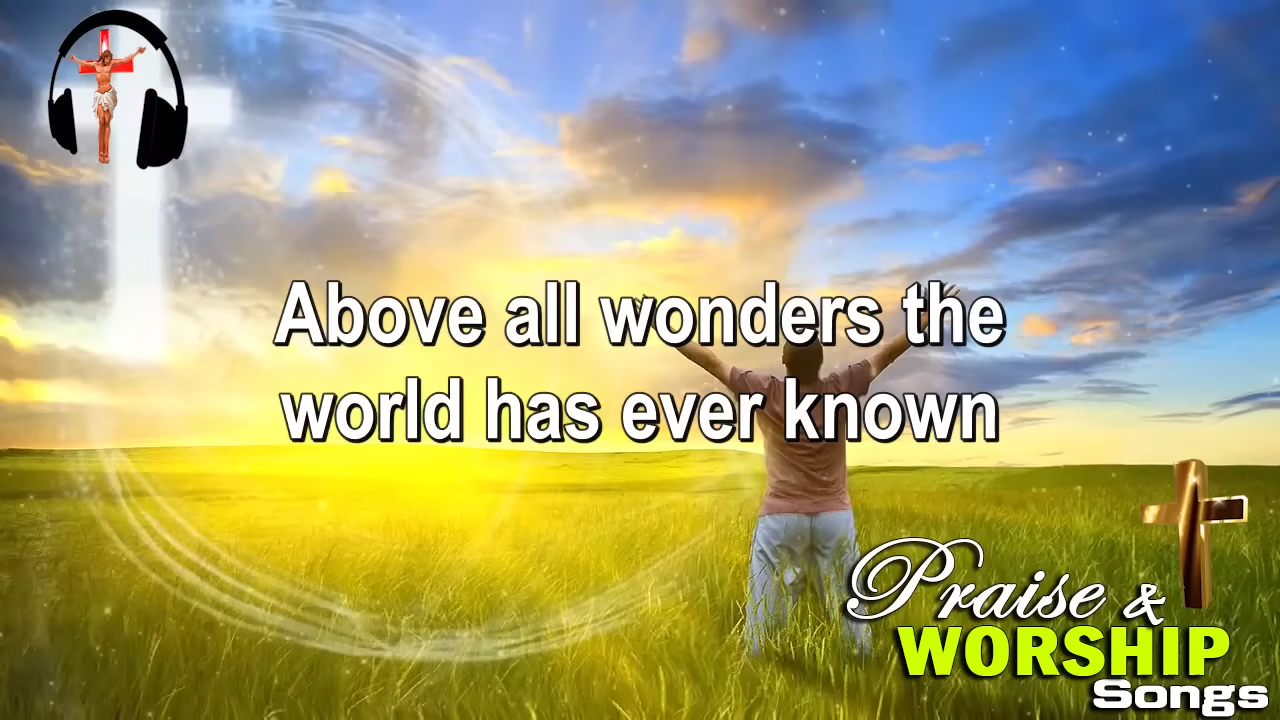 Above all wonders the
world has ever known
Praise &
WORSHIP
Songs